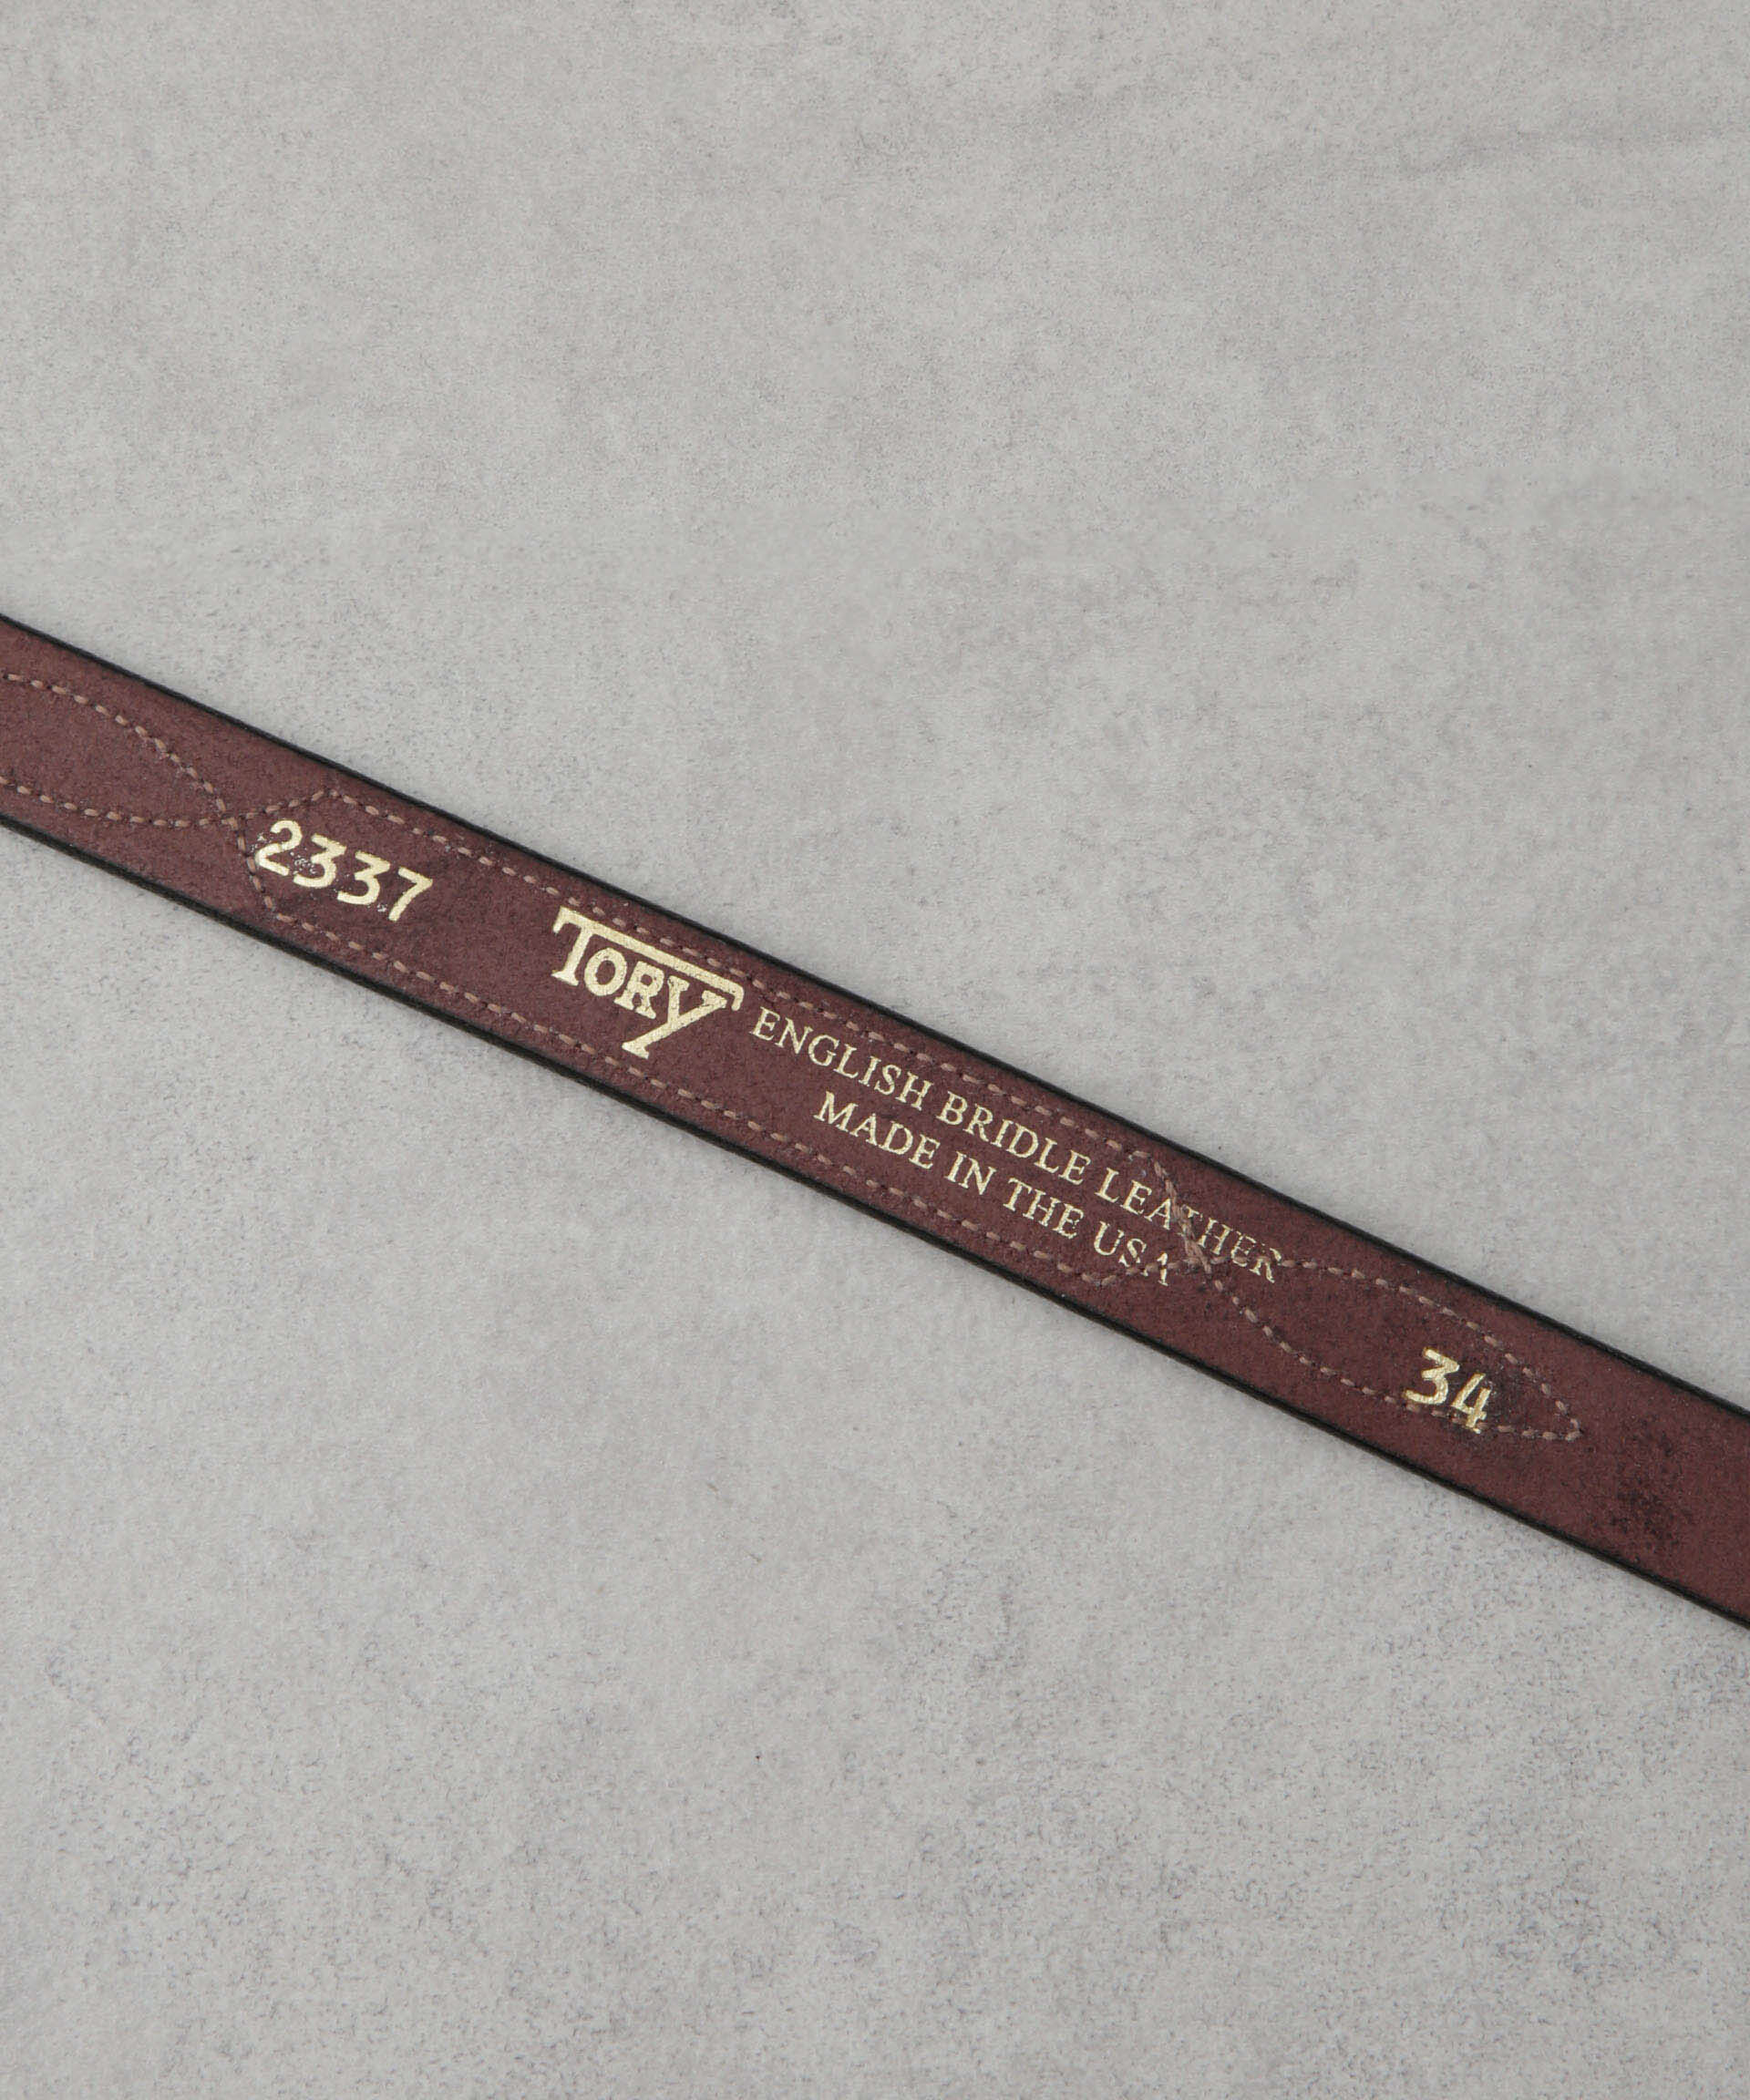 2337
TORY
ENGLISH BRIDLE LEATHER
MADE IN THE USA
34